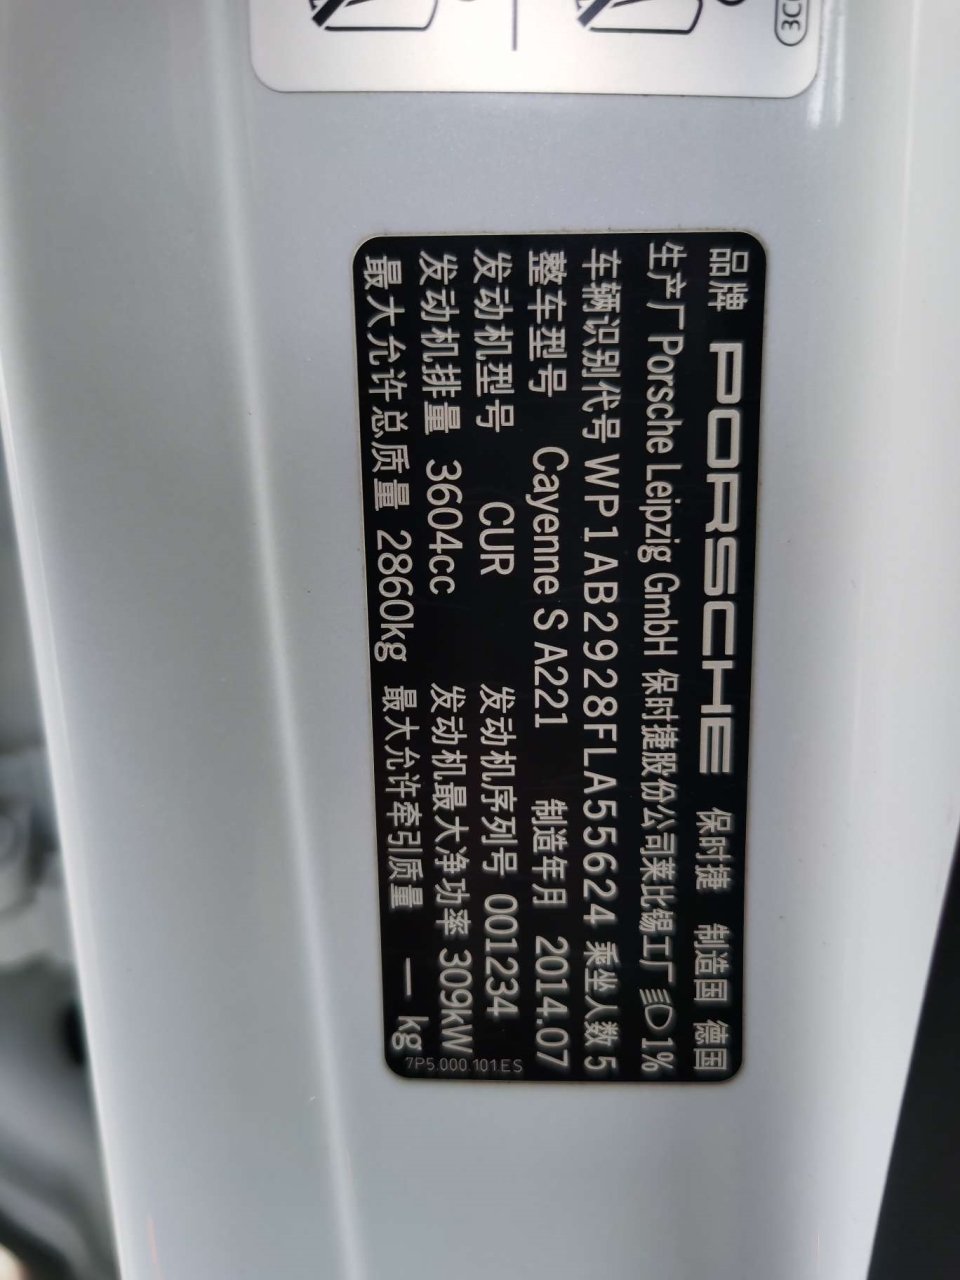 3C
品牌 PORSCHE 保时捷 制造国 德国
生产厂 Porsche Leipzig GmbH 保时捷股份公司莱比锡工厂 1%
车辆识别代号 WP1AB2928FLA55624 乘坐人数 5
整车型号 Cayenne S A221 制造年月 2014.07
发动机型号 CUR 发动机序列号 001234
发动机排量 3604cc 发动机最大净功率 309kW
最大允许总质量 2860kg 最大允许牵引质量 — kg
7P5.000.101.ES